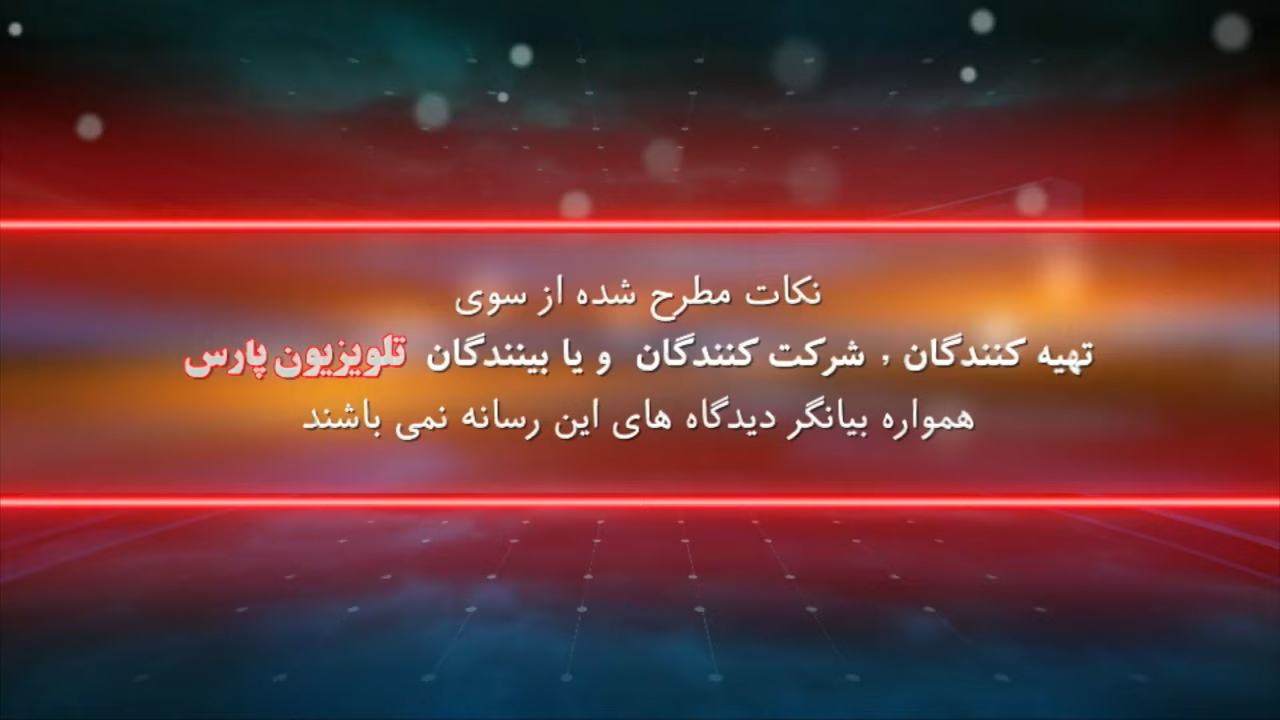 نکات مطرح شده از سوی
تهیه کنندگان , شرکت کنندگان و یا بینندگان تلویزیون پارس
همواره بیانگر دیدگاه های این رسانه نمی باشند